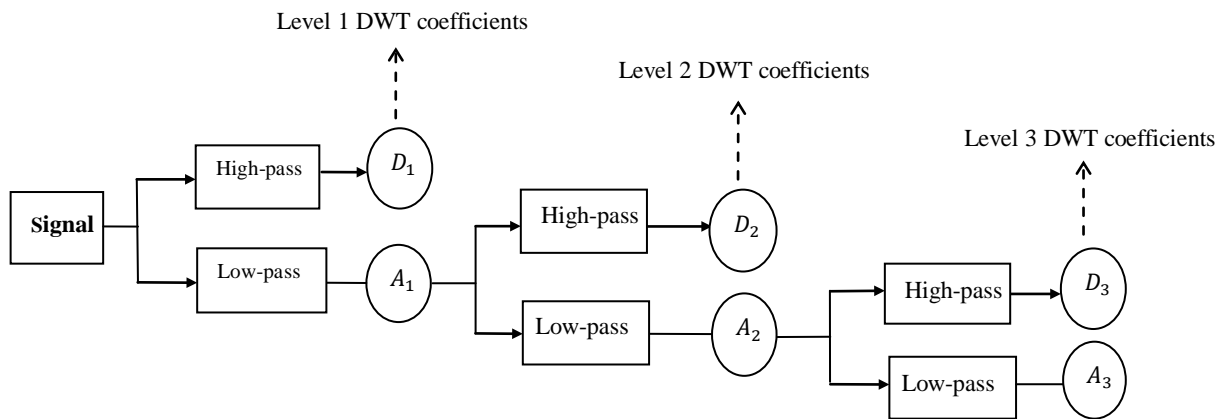 Level 1 DWT coefficients
Level 2 DWT coefficients
Level 3 DWT coefficients
High-pass
D₁
High-pass
D₂
Signal
Low-pass
A₁
High-pass
D₃
Low-pass
A₂
Low-pass
A₃